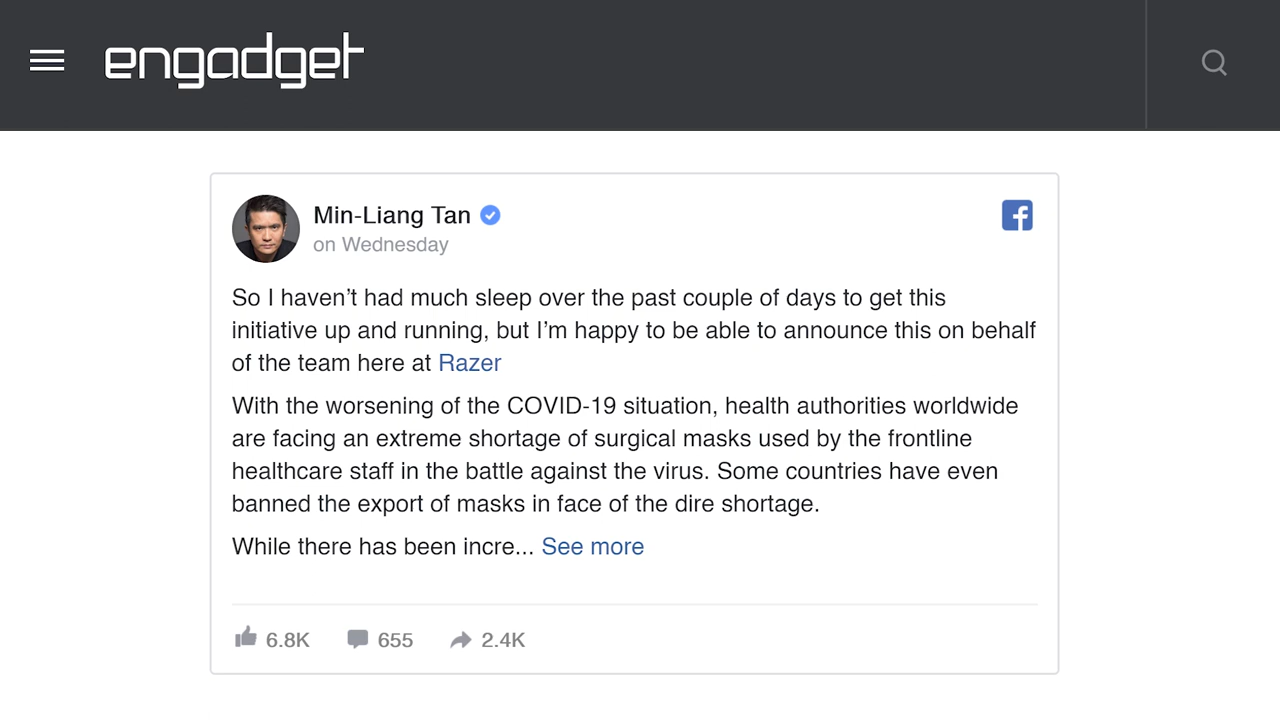 engadget
Min-Liang Tan
on Wednesday
So I haven’t had much sleep over the past couple of days to get this
initiative up and running, but I’m happy to be able to announce this on behalf
of the team here at Razer
With the worsening of the COVID-19 situation, health authorities worldwide
are facing an extreme shortage of surgical masks used by the frontline
healthcare staff in the battle against the virus. Some countries have even
banned the export of masks in face of the dire shortage.
While there has been incre... See more
6.8K 655 2.4K